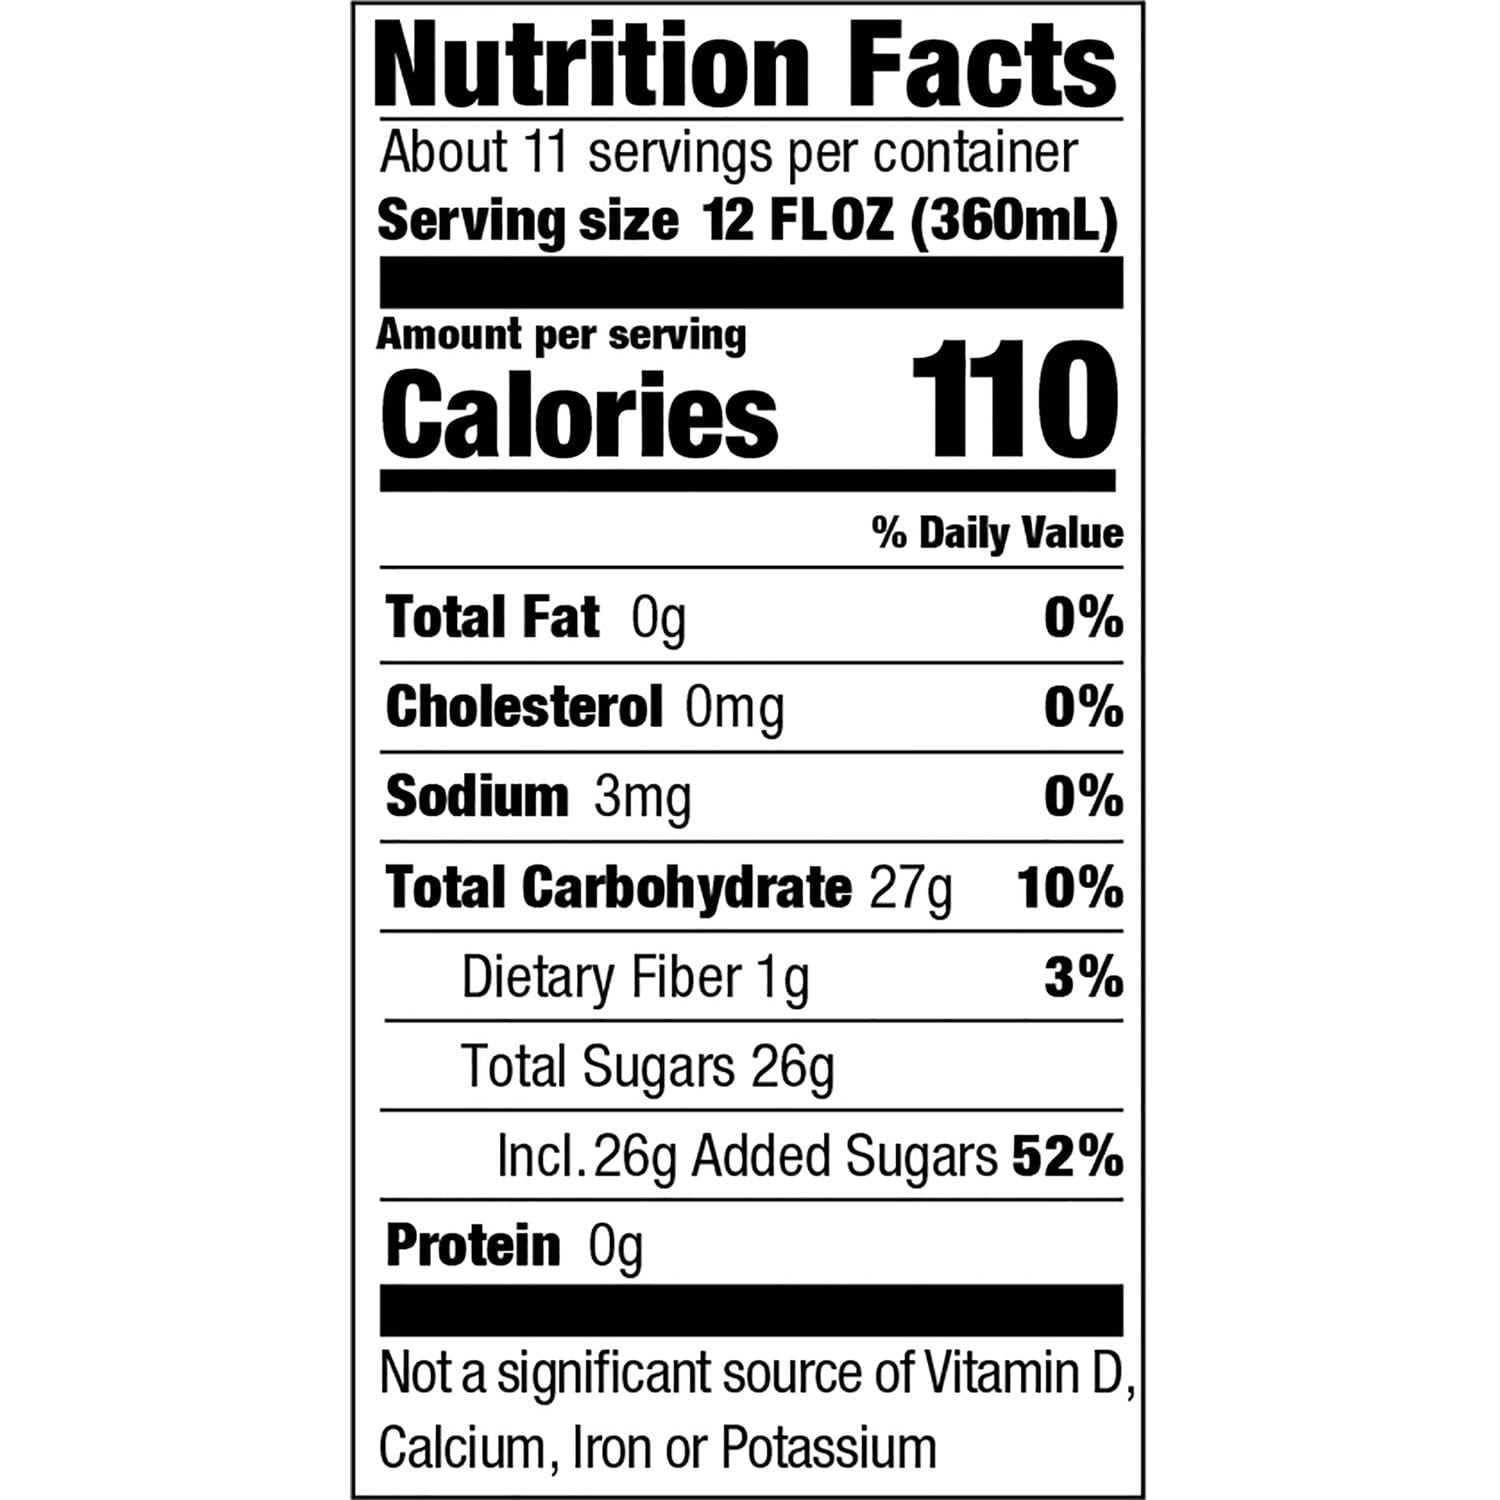 Nutrition Facts
About 11 servings per container
Serving size 12 FL OZ (360mL)
Amount per serving
Calories 110
% Daily Value
Total Fat 0g 0%
Cholesterol 0mg 0%
Sodium 3mg 0%
Total Carbohydrate 27g 10%
Dietary Fiber 1g 3%
Total Sugars 26g
Incl. 26g Added Sugars 52%
Protein 0g
Not a significant source of Vitamin D,
Calcium, Iron or Potassium